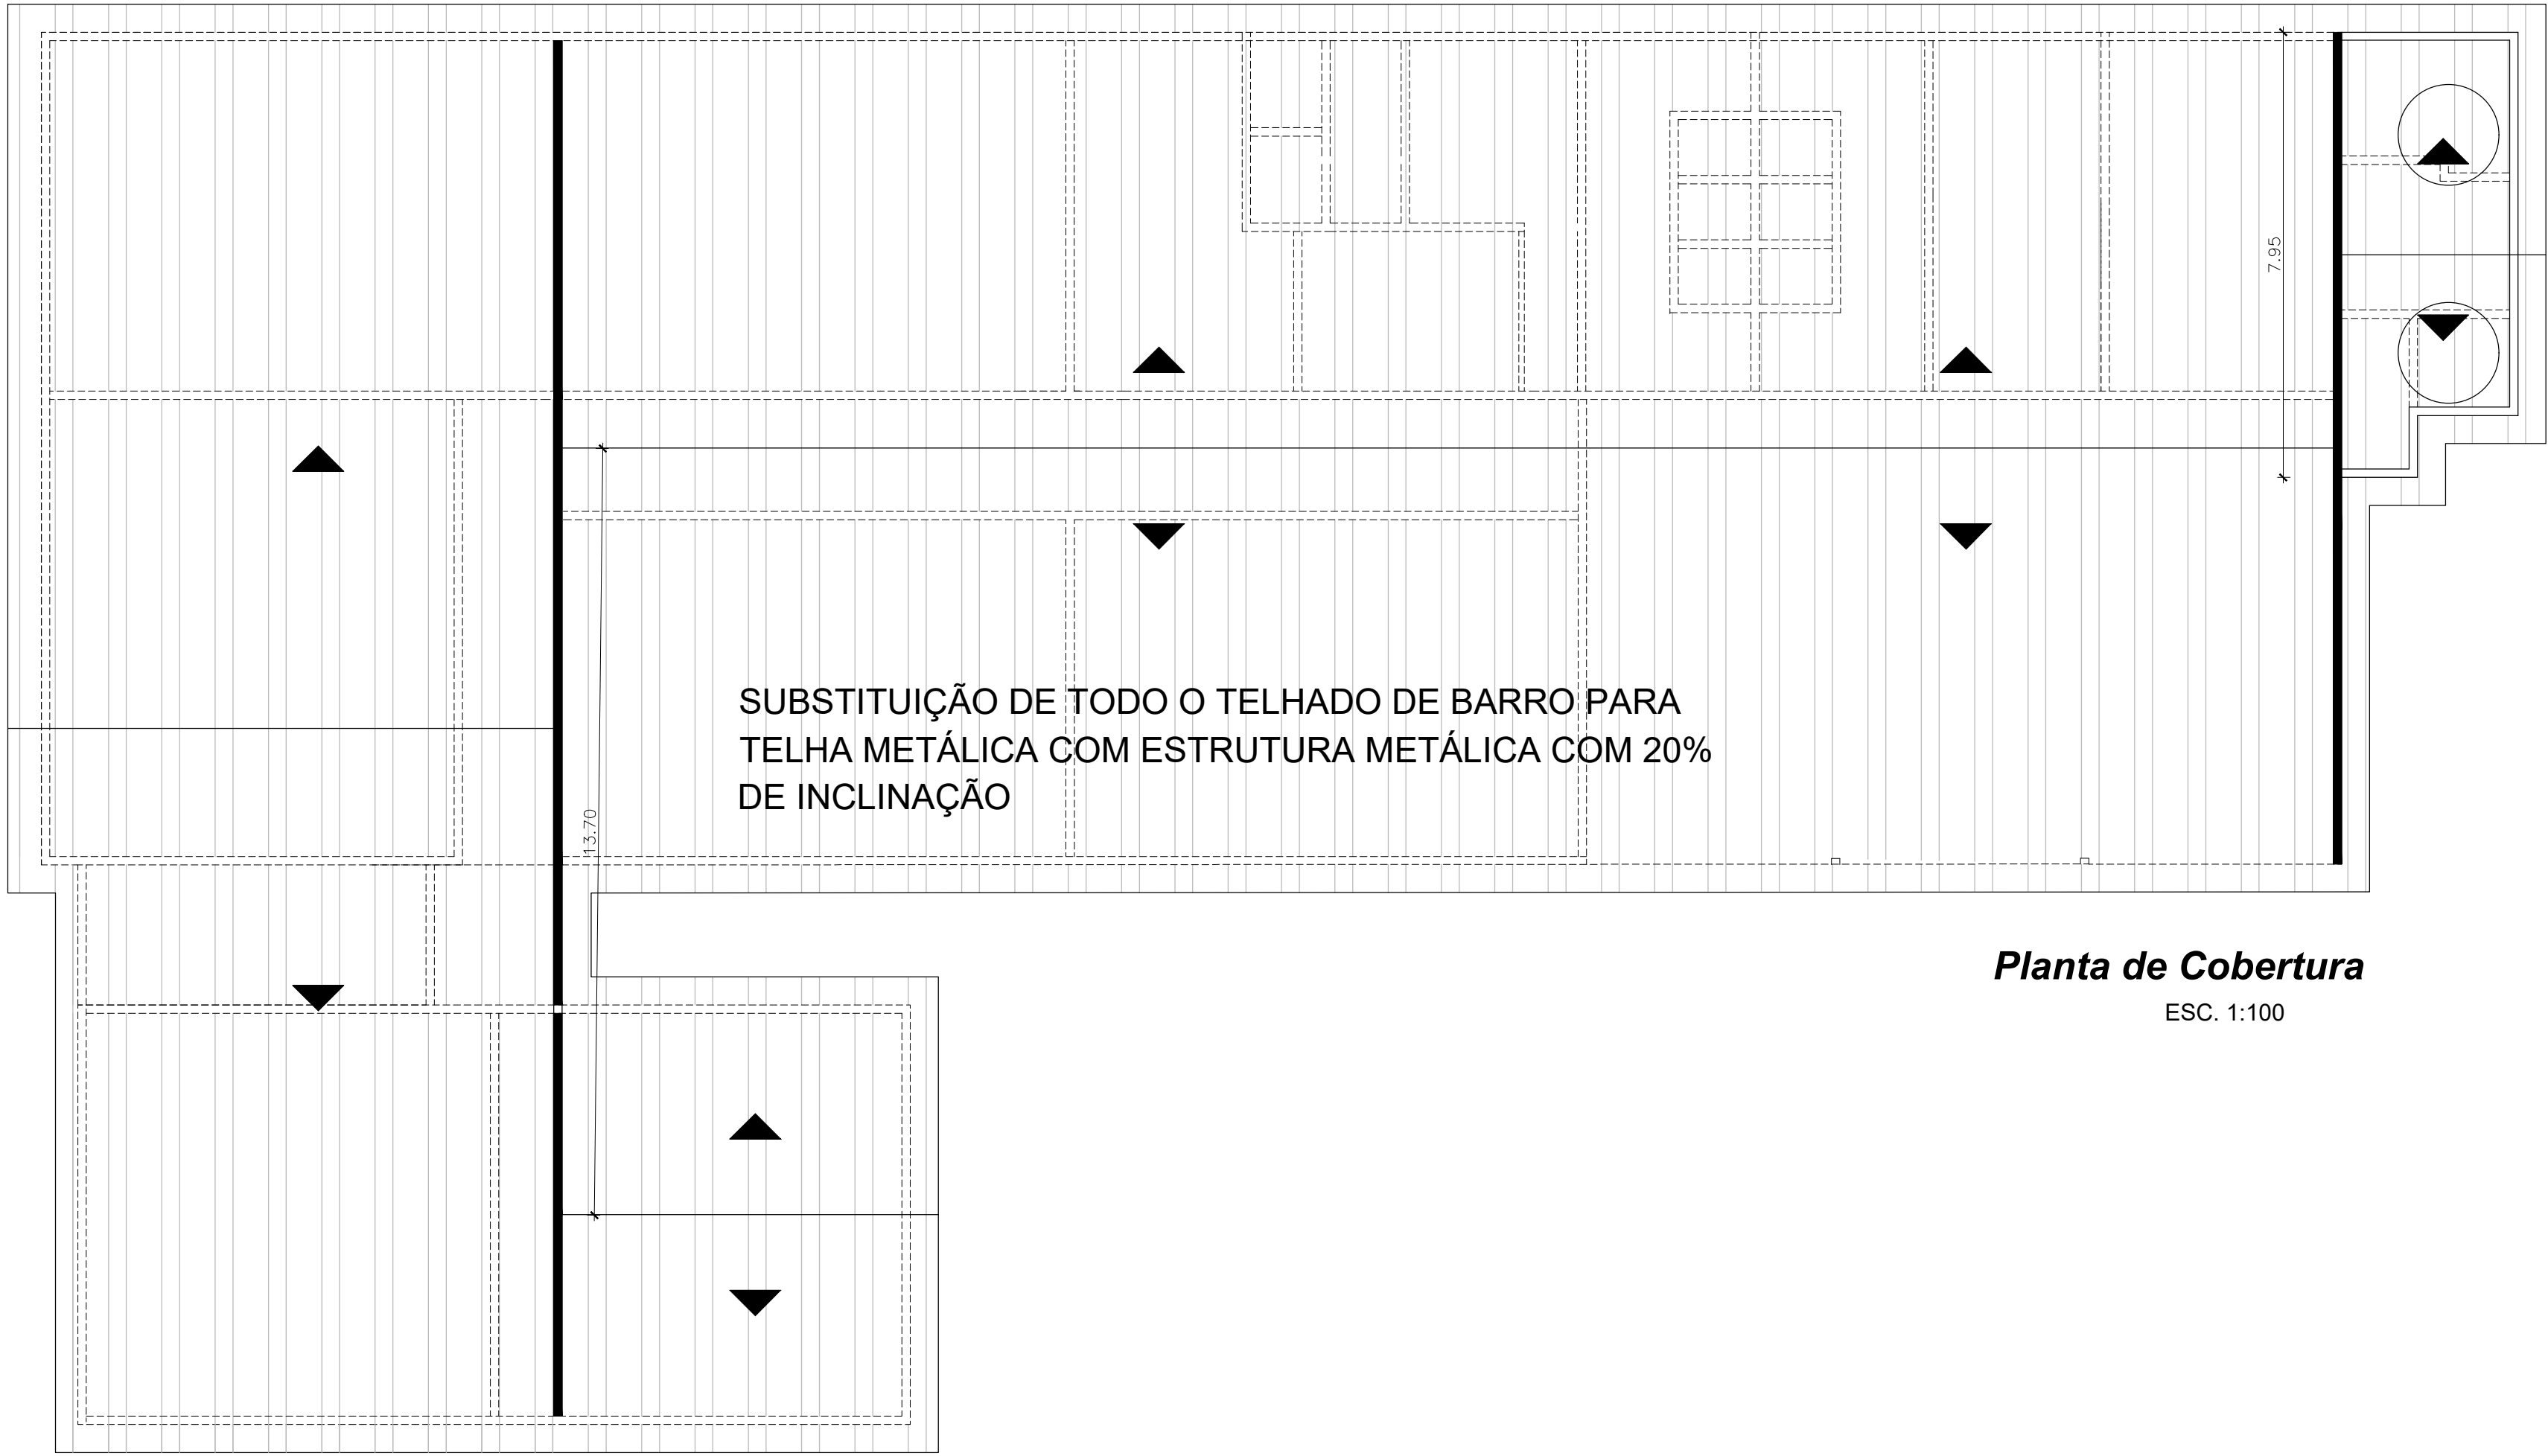 7.95
SUBSTITUIÇÃO DE TODO O TELHADO DE BARRO PARA
TELHA METÁLICA COM ESTRUTURA METÁLICA COM 20%
DE INCLINAÇÃO
13.70
Planta de Cobertura
ESC. 1:100